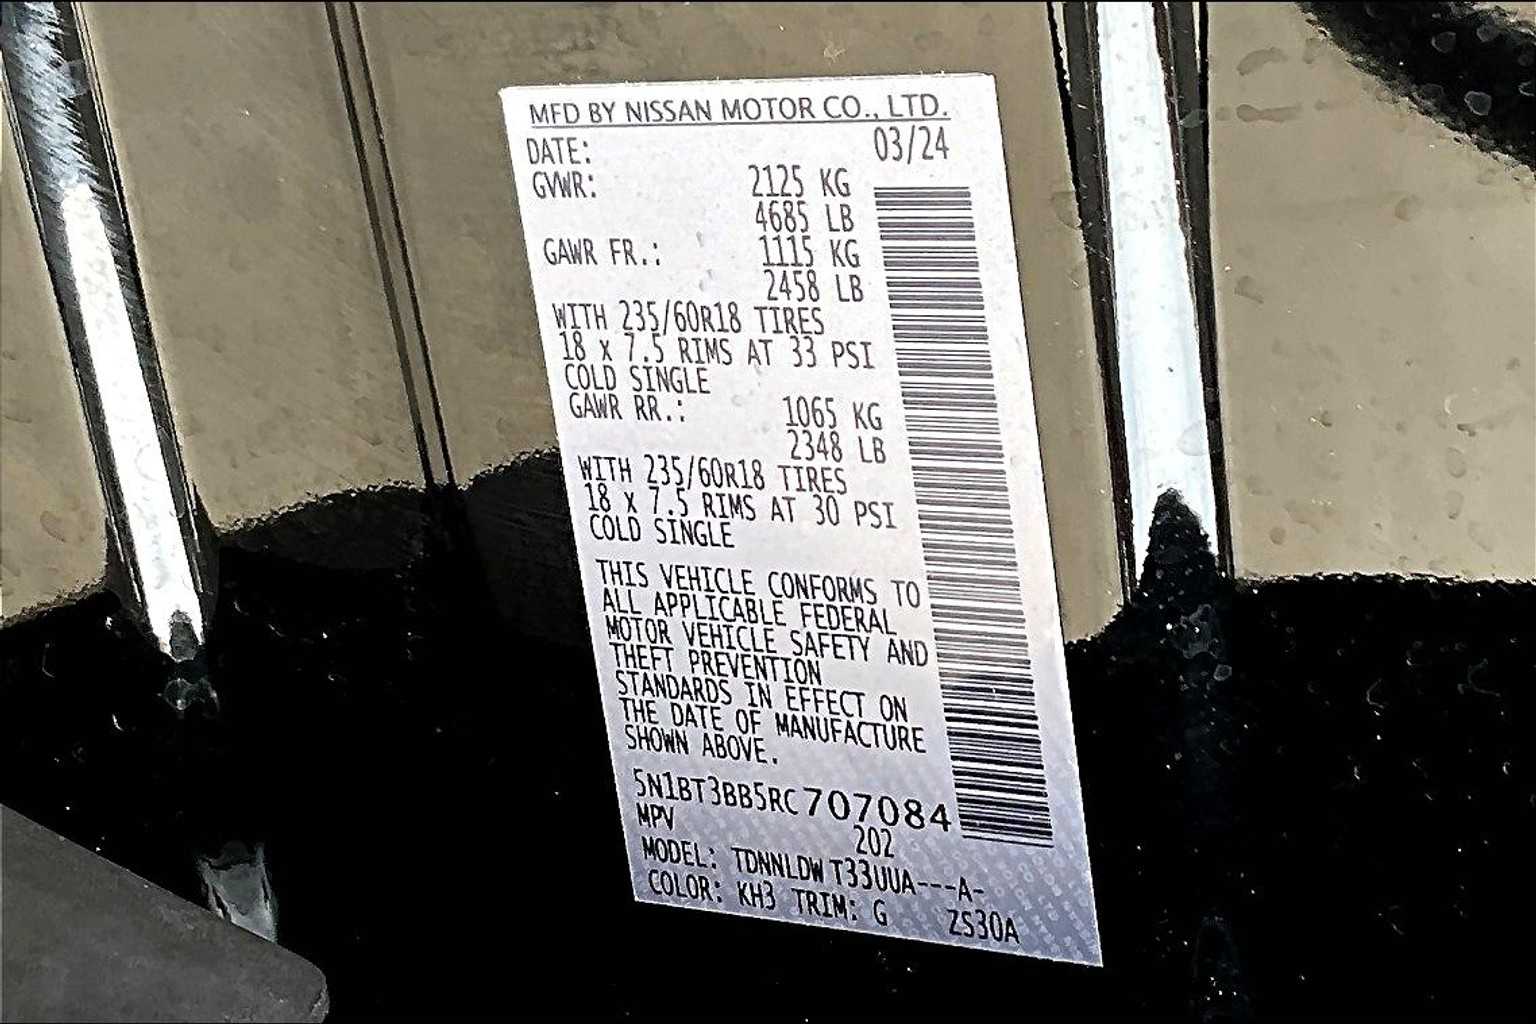 MFD BY NISSAN MOTOR CO., LTD.
DATE: 03/24
GVWR: 2125 KG
4685 LB
GAWR FR.: 1115 KG
2458 LB
WITH 235/60R18 TIRES
18 x 7.5 RIMS AT 33 PSI
COLD SINGLE
GAWR RR.: 1065 KG
2348 LB
WITH 235/60R18 TIRES
18 x 7.5 RIMS AT 30 PSI
COLD SINGLE
THIS VEHICLE CONFORMS TO
ALL APPLICABLE FEDERAL
MOTOR VEHICLE SAFETY AND
THEFT PREVENTION
STANDARDS IN EFFECT ON
THE DATE OF MANUFACTURE
SHOWN ABOVE.
5N1BT3BB5RC707084
MPV 202
MODEL: TDNNLDW T33UUA---A-
COLOR: KH3 TRIM: G ZS30A